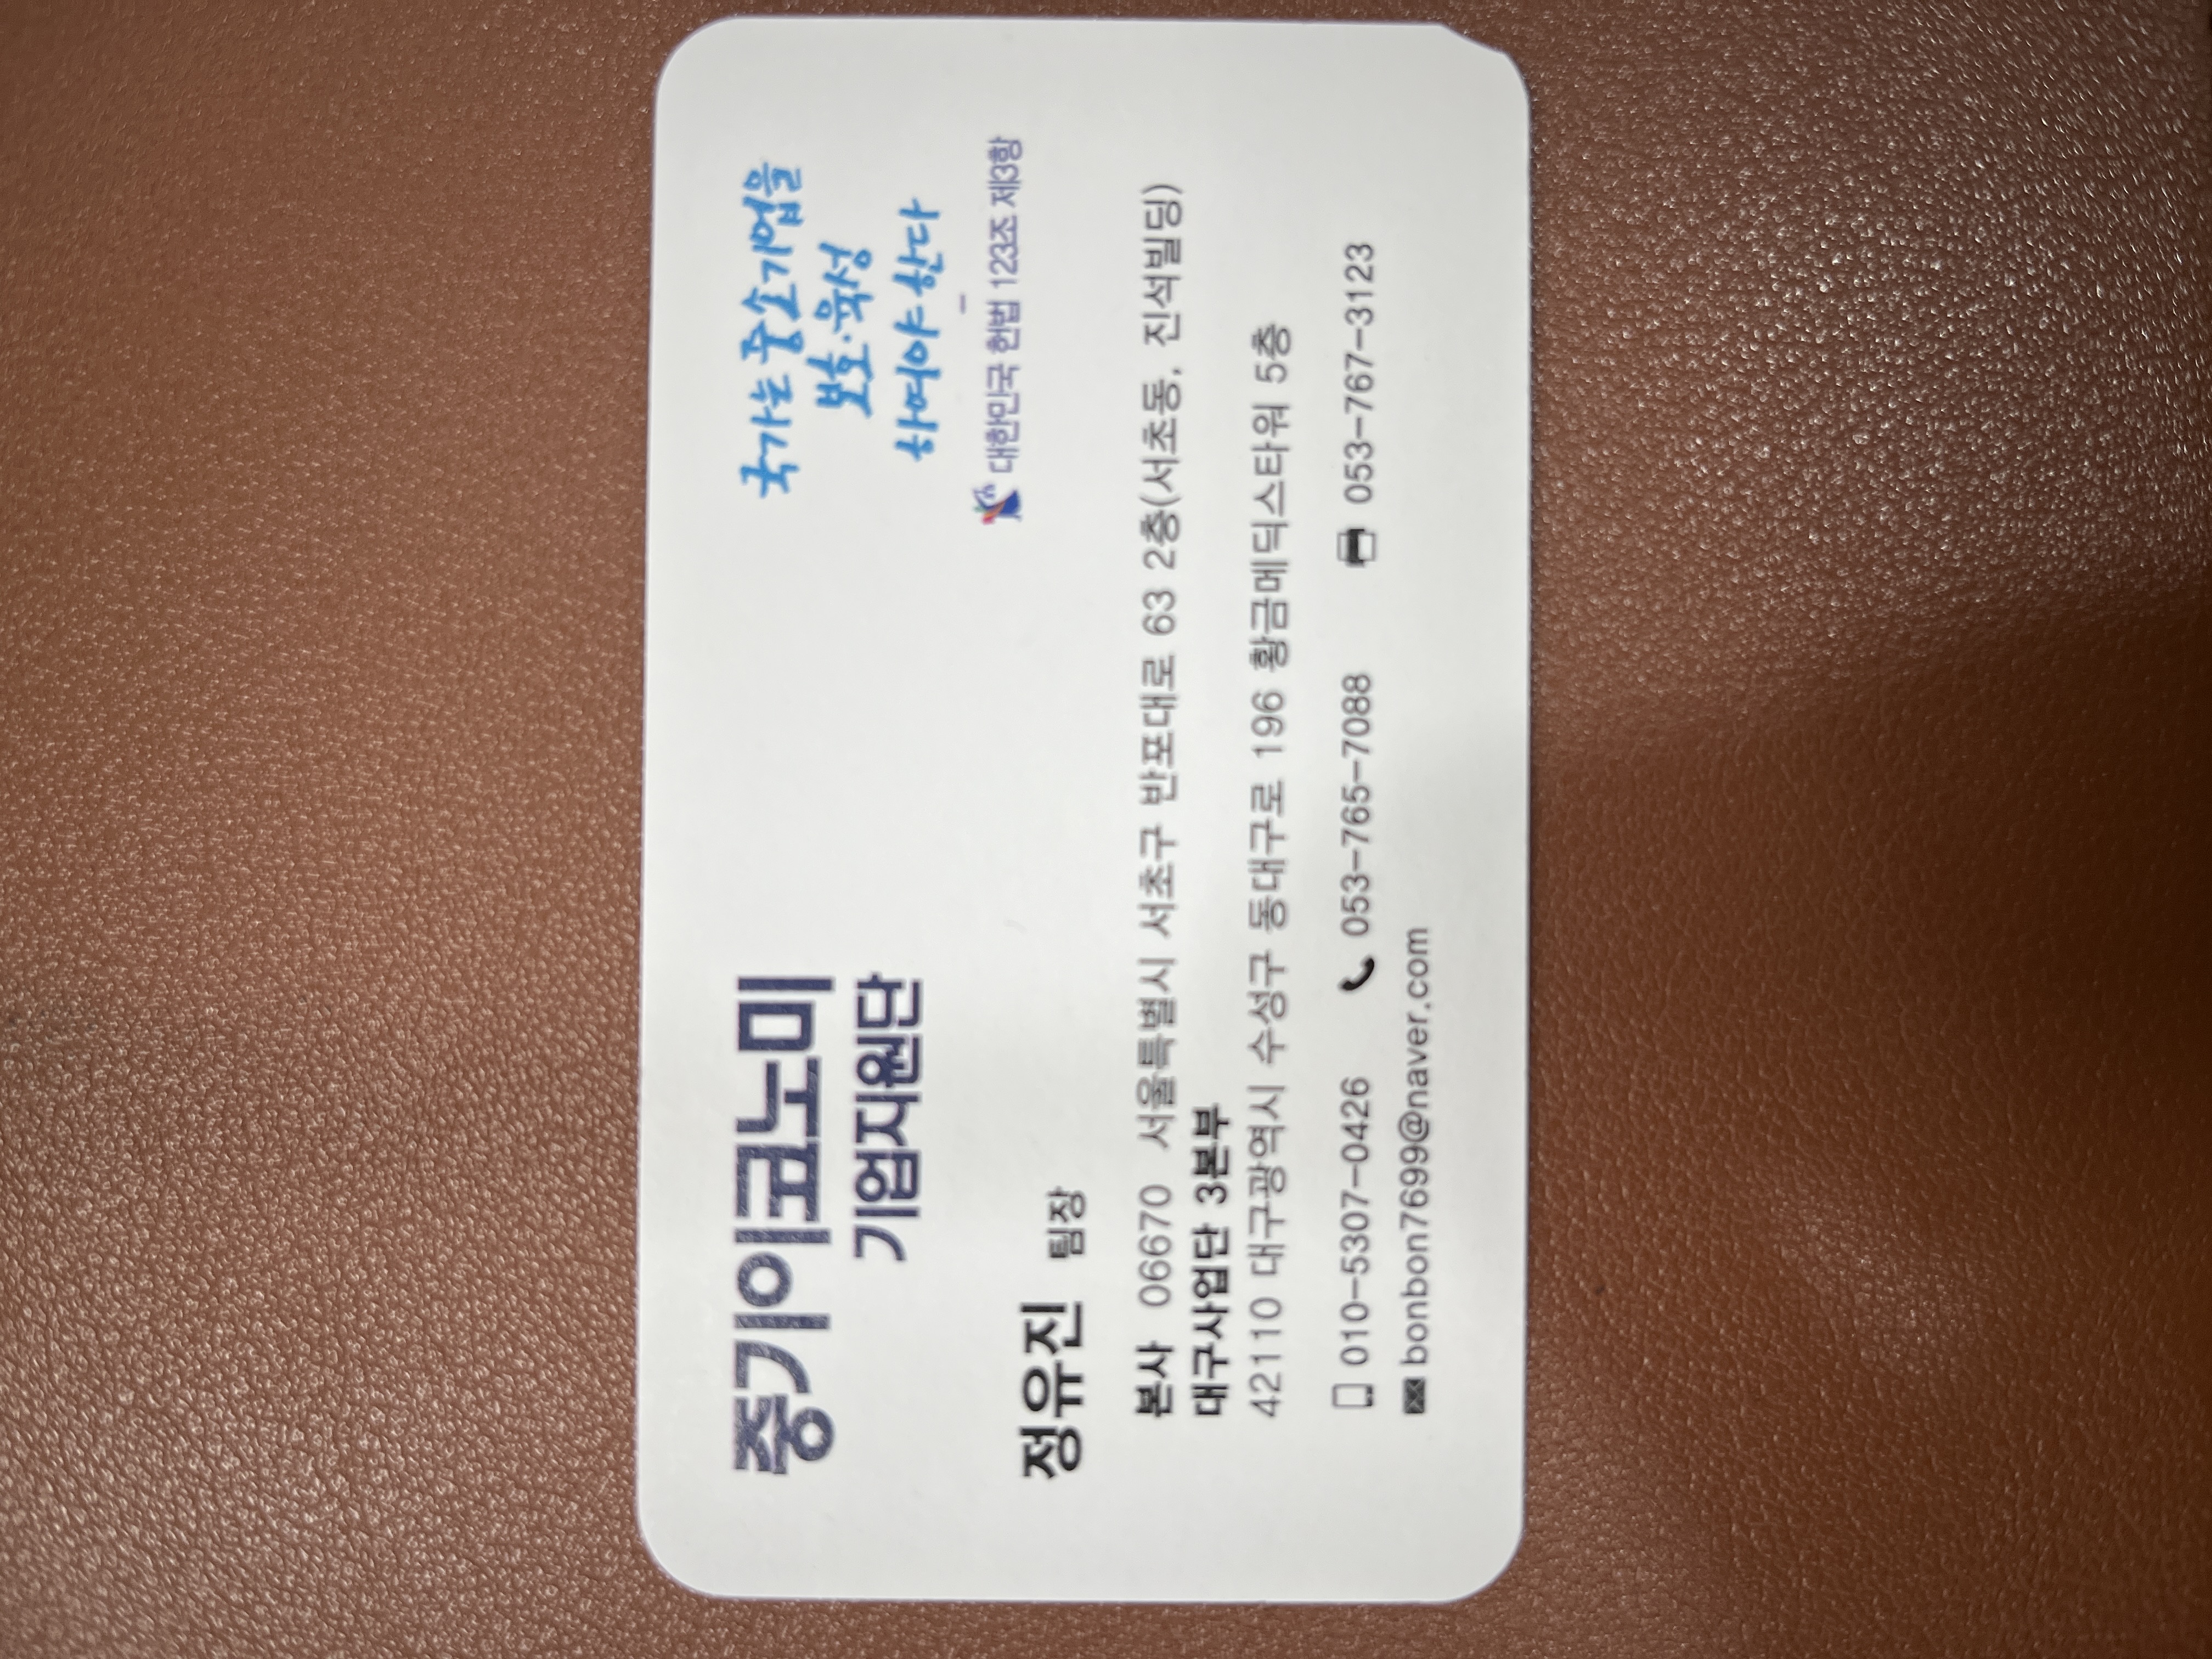 중기이코노미
기업지원단
국가는 중소기업을
보호·육성
하여야 한다
대한민국 헌법 123조 제3항
정유진 팀장
본사 06670 서울특별시 서초구 반포대로 63 2층(서초동, 진석빌딩)
대구사업단 3본부
42110 대구광역시 수성구 동대구로 196 황금메딕스타워 5층
010-5307-0426 053-765-7088 053-767-3123
bonbon7699@naver.com